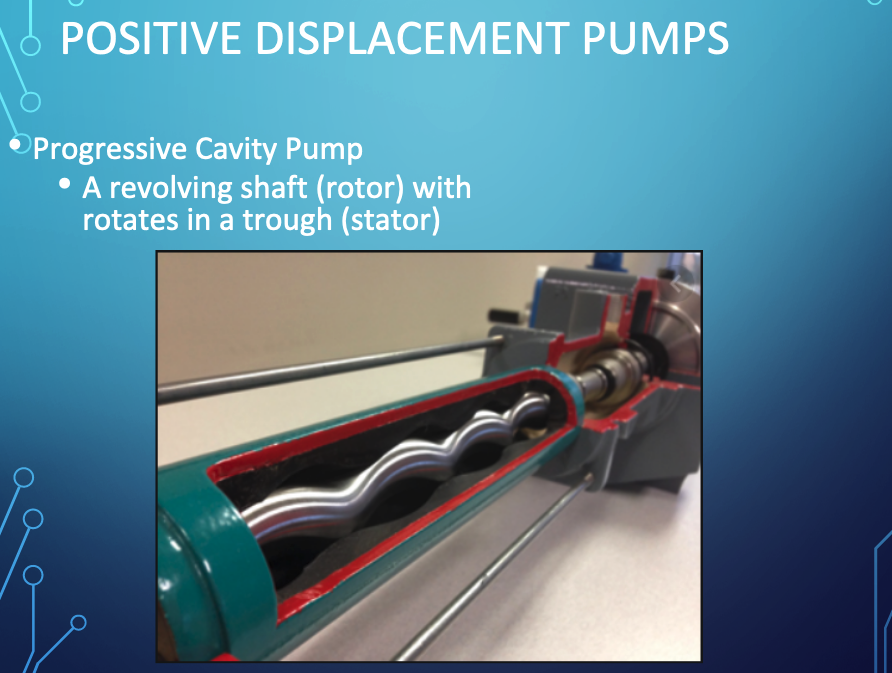 POSITIVE DISPLACEMENT PUMPS
• Progressive Cavity Pump
• A revolving shaft (rotor) with
rotates in a trough (stator)